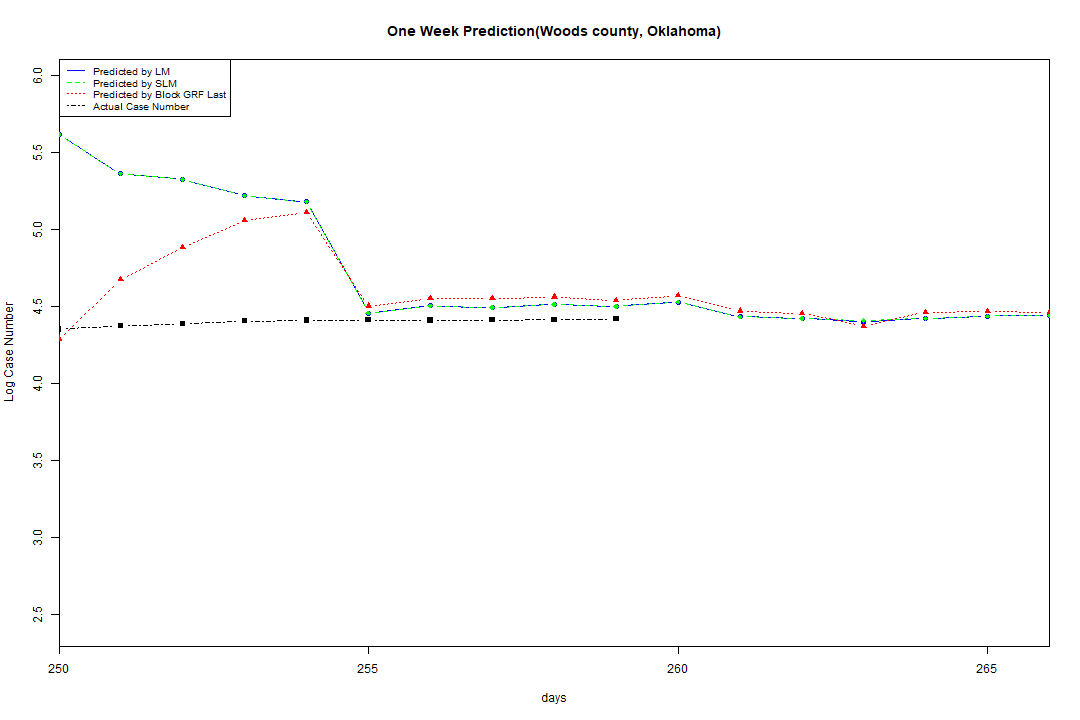 One Week Prediction(Woods county, Oklahoma)
Predicted by LM
Predicted by SLM
Predicted by Block GRF Last
Actual Case Number
6.0
5.5
5.0
4.5
4.0
3.5
3.0
2.5
Log Case Number
250
255
260
265
days